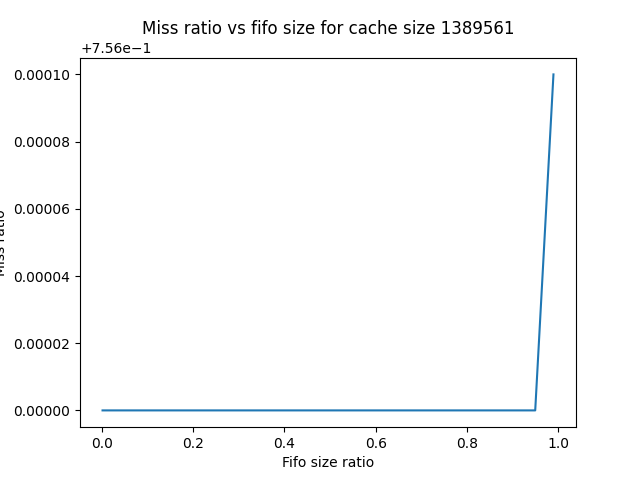 Miss ratio vs fifo size for cache size 1389561
+7.56e−1
0.00010
0.00008
0.00006
0.00004
0.00002
0.00000
Miss ratio
0.0 0.2 0.4 0.6 0.8 1.0
Fifo size ratio